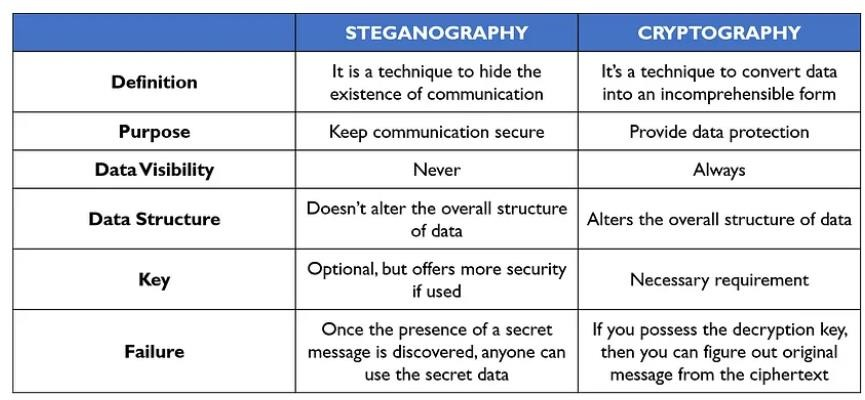 STEGANOGRAPHY CRYPTOGRAPHY
Definition
It is a technique to hide the
existence of communication
It's a technique to convert data
into an incomprehensible form
Purpose
Keep communication secure
Provide data protection
Data Visibility
Never
Always
Data Structure
Doesn't alter the overall structure
of data
Alters the overall structure of data
Key
Optional, but offers more security
if used
Necessary requirement
Failure
Once the presence of a secret
message is discovered, anyone can
use the secret data
If you possess the decryption key,
then you can figure out original
message from the ciphertext